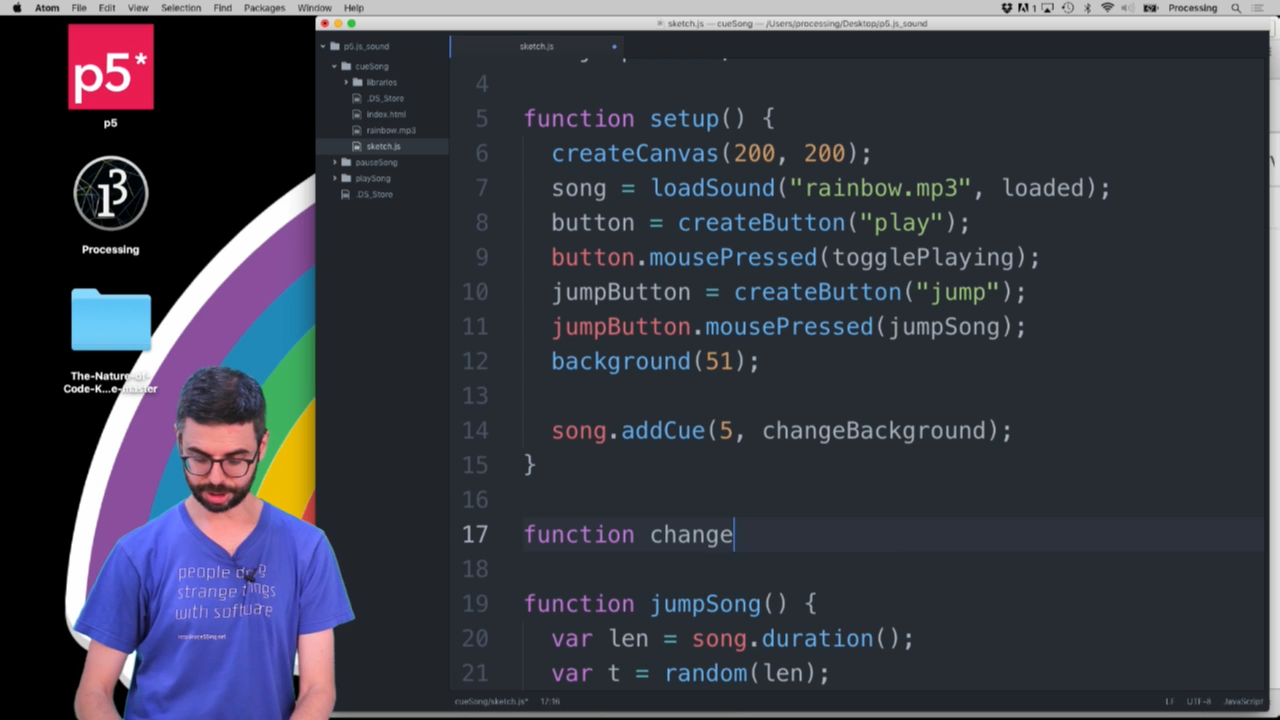 Atom File Edit View Selection Find Packages Window Help
1
Processing
sketch.js — cueSong — /Users/processing/Desktop/p5.js_sound
p5.js_sound
cueSong
libraries
.DS_Store
index.html
rainbow.mp3
sketch.js
pauseSong
playSong
.DS_Store
sketch.js
4
5 function setup() {
6 createCanvas(200, 200);
7 song = loadSound("rainbow.mp3", loaded);
8 button = createButton("play");
9 button.mousePressed(togglePlaying);
10 jumpButton = createButton("jump");
11 jumpButton.mousePressed(jumpSong);
12 background(51);
13
14 song.addCue(5, changeBackground);
15 }
16
17 function change
18
19 function jumpSong() {
20 var len = song.duration();
21 var t = random(len);
cueSong/sketch.js* 17:16
LF UTF-8 JavaScript
p5*
p5
Processing
The-Nature-of-
Code-K...e-master
people doing
strange things
with software